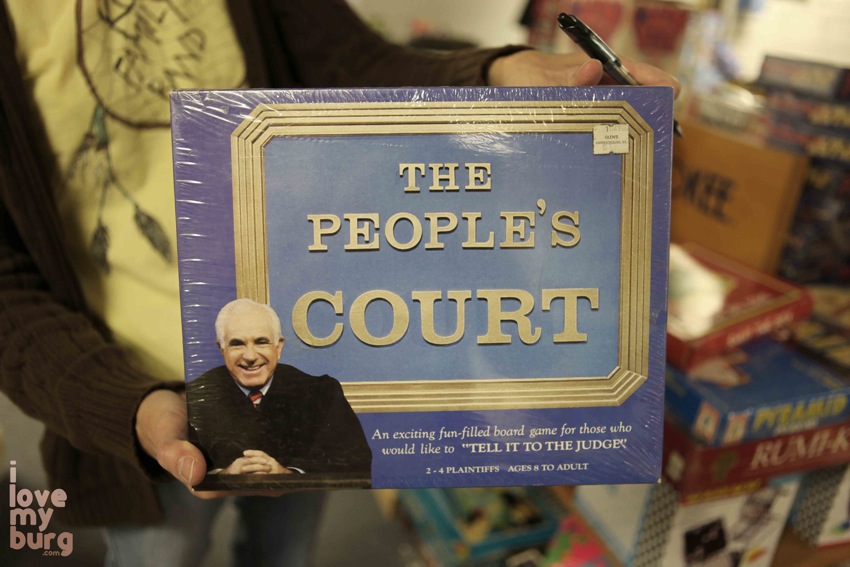 THE
PEOPLE'S
COURT
An exciting fun-filled board game for those who
would like to "TELL IT TO THE JUDGE"
2 - 4 PLAINTIFFS AGES 8 TO ADULT
PYRAMID
RUMI-K
i
love
my
burg
.com